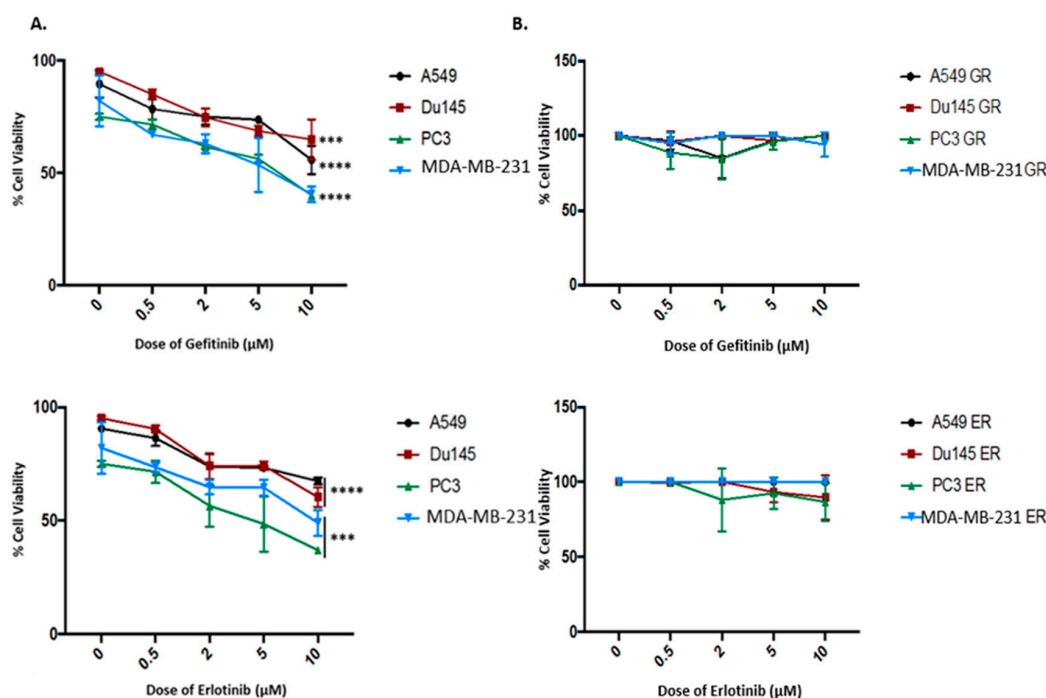 A.
% Cell Viability
100
50
0
0
0.5
2
5
10
Dose of Gefitinib (µM)
***
****
****
A549
Du145
PC3
MDA-MB-231
B.
% Cell Viability
150
100
50
0
0
0.5
2
5
10
Dose of Gefitinib (µM)
A549 GR
Du145 GR
PC3 GR
MDA-MB-231 GR
% Cell Viability
100
50
0
0
0.5
2
5
10
Dose of Erlotinib (µM)
****
***
A549
Du145
PC3
MDA-MB-231
% Cell Viability
150
100
50
0
0
0.5
2
5
10
Dose of Erlotinib (µM)
A549 ER
Du145 ER
PC3 ER
MDA-MB-231 ER